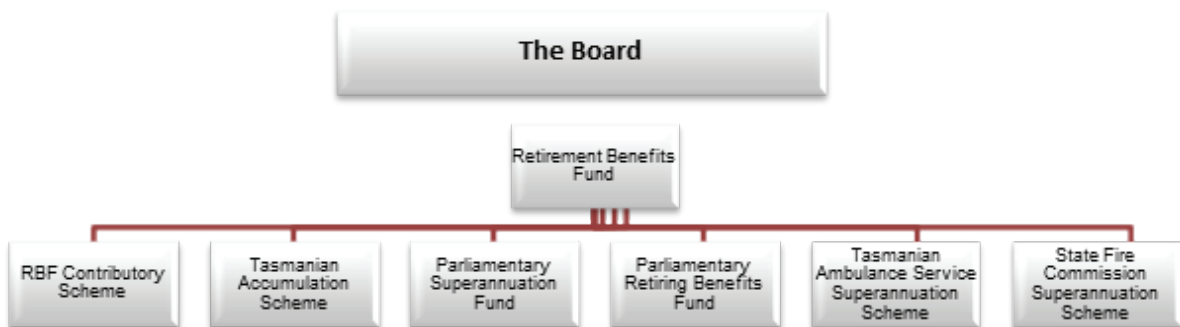 The Board
Retirement Benefits
Fund
RBF Contributory
Scheme
Tasmanian
Accumulation
Scheme
Parliamentary
Superannuation
Fund
Parliamentary
Retiring Benefits
Fund
Tasmanian
Ambulance Service
Superannuation
Scheme
State Fire
Commission
Superannuation
Scheme